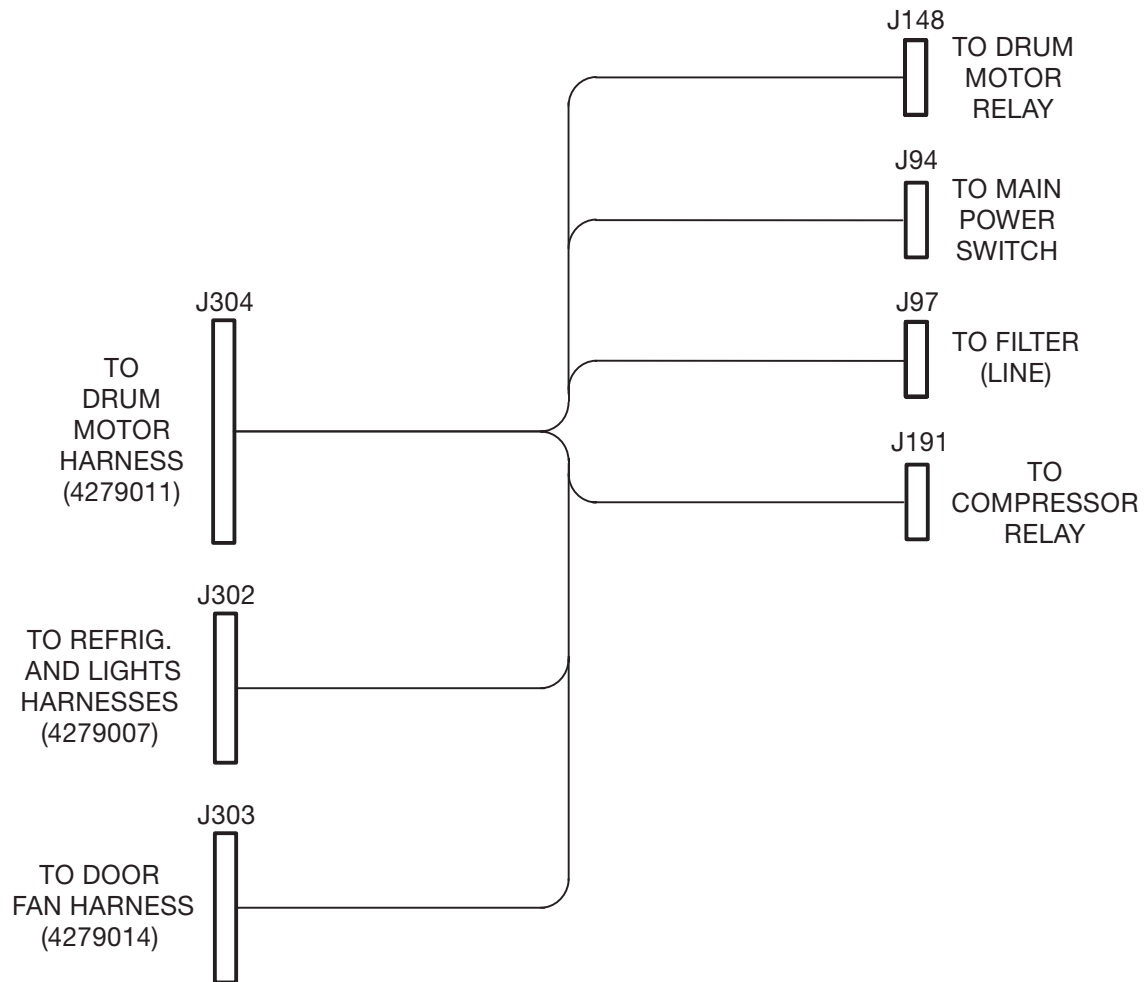 J148
TO DRUM
MOTOR
RELAY
J94
TO MAIN
POWER
SWITCH
J304
TO
DRUM
MOTOR
HARNESS
(4279011)
J97
TO FILTER
(LINE)
J191
TO
COMPRESSOR
RELAY
J302
TO REFRIG.
AND LIGHTS
HARNESSES
(4279007)
J303
TO DOOR
FAN HARNESS
(4279014)